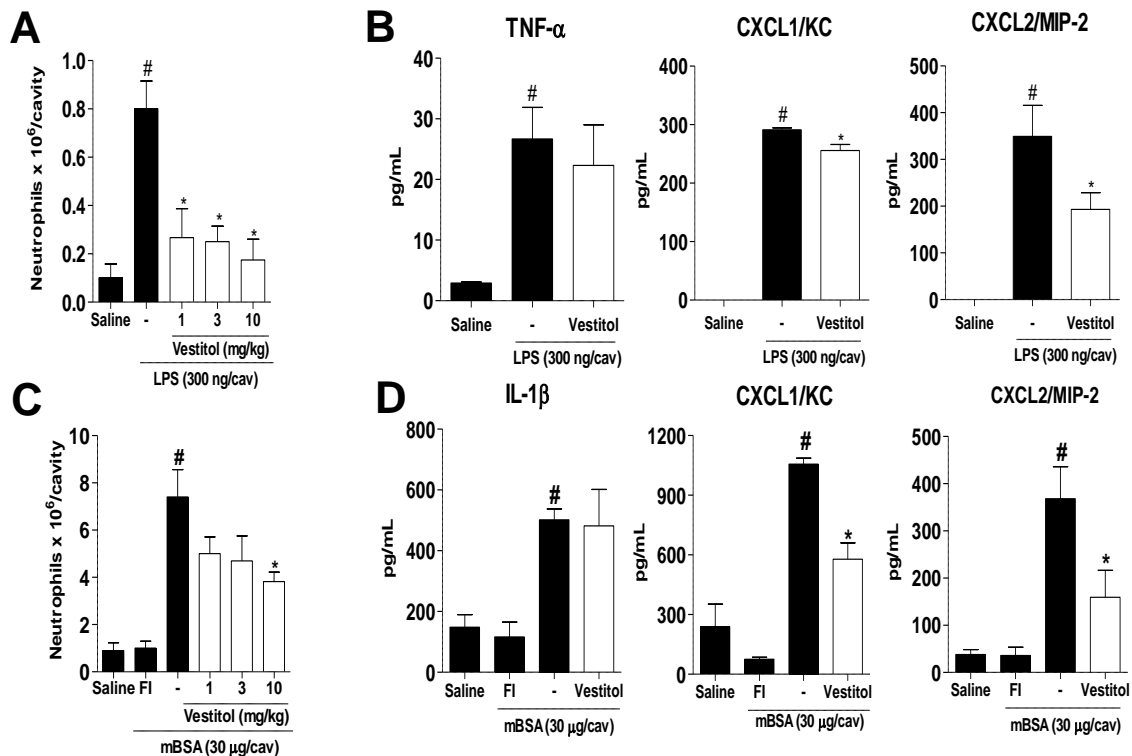 A
Neutrophils x 10⁶/cavity
1.0
0.8
0.6
0.4
0.2
0.0
#
* * *
Saline - 1 3 10
Vestitol (mg/kg)
LPS (300 ng/cav)
B
TNF-α
pg/mL
40
30
20
10
0
#
Saline - Vestitol
LPS (300 ng/cav)
CXCL1/KC
pg/mL
400
300
200
100
0
#
*
Saline - Vestitol
LPS (300 ng/cav)
CXCL2/MIP-2
pg/mL
500
400
300
200
100
0
#
*
Saline - Vestitol
LPS (300 ng/cav)
C
Neutrophils x 10⁶/cavity
10
8
6
4
2
0
#
*
Saline FI - 1 3 10
Vestitol (mg/kg)
mBSA (30 μg/cav)
D
IL-1β
pg/mL
800
600
400
200
0
#
Saline FI - Vestitol
mBSA (30 μg/cav)
CXCL1/KC
pg/mL
1200
900
600
300
0
#
*
Saline FI - Vestitol
mBSA (30 μg/cav)
CXCL2/MIP-2
pg/mL
500
400
300
200
100
0
#
*
Saline FI - Vestitol
mBSA (30 μg/cav)